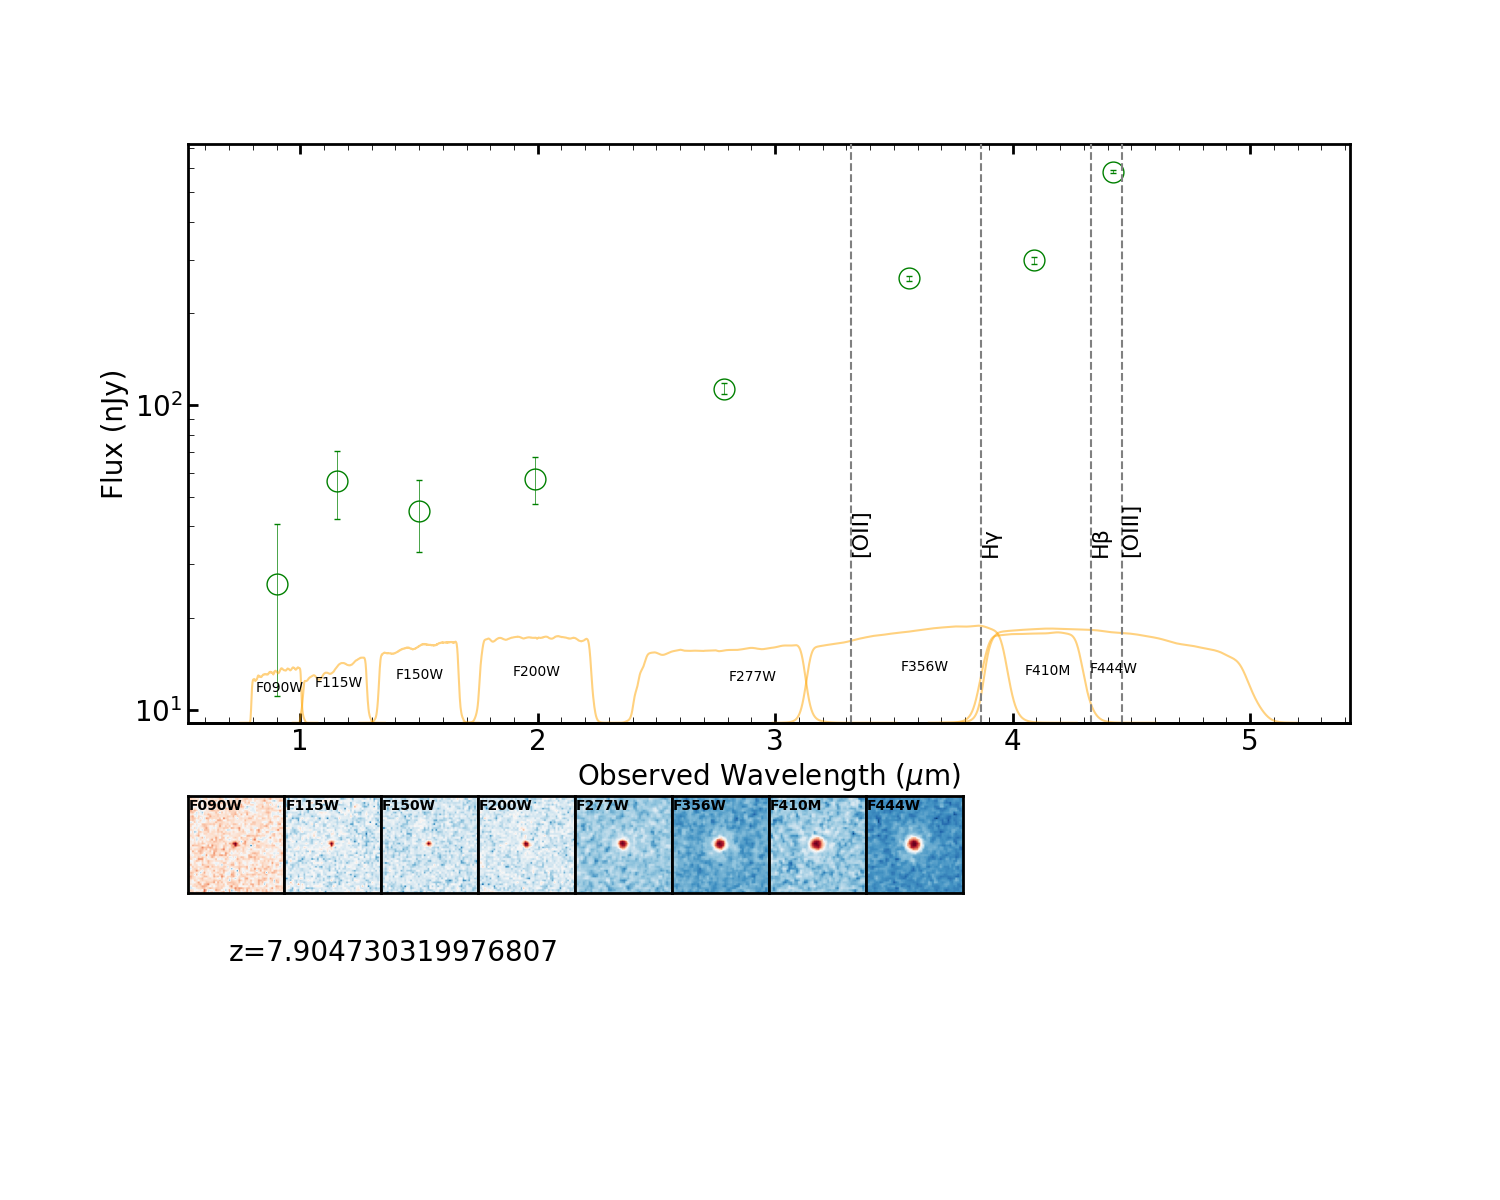 Flux (nJy)
10²
10¹
[OII]
Hγ
Hβ
[OIII]
F090W
F115W
F150W
F200W
F277W
F356W
F410M
F444W
1 2 3 4 5
Observed Wavelength (μm)
F090W F115W F150W F200W F277W F356W F410M F444W
z=7.904730319976807